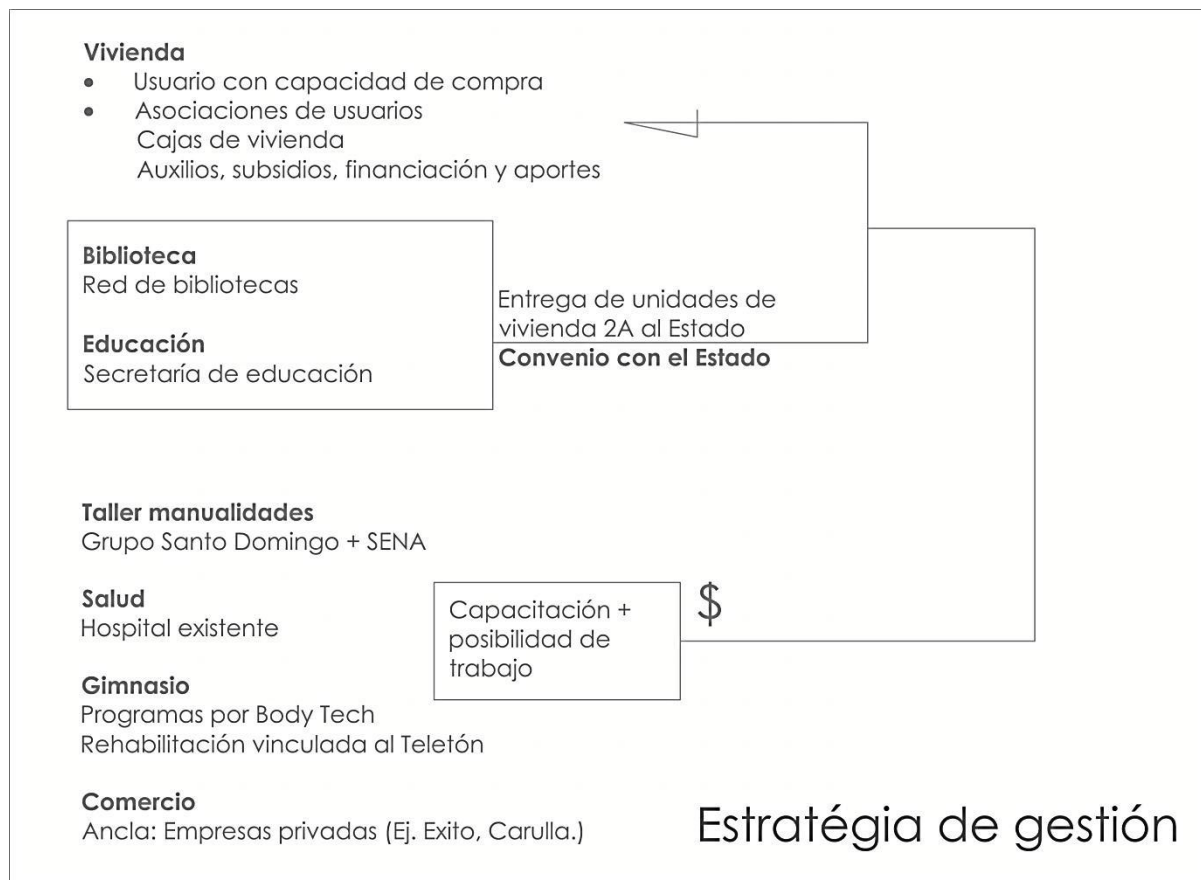 Vivienda
• Usuario con capacidad de compra
• Asociaciones de usuarios
Cajas de vivienda
Auxilios, subsidios, financiación y aportes
Biblioteca
Red de bibliotecas
Educación
Secretaría de educación
Entrega de unidades de
vivienda 2A al Estado
Convenio con el Estado
Taller manualidades
Grupo Santo Domingo + SENA
Salud
Hospital existente
Gimnasio
Programas por Body Tech
Rehabilitación vinculada al Teletón
Comercio
Ancla: Empresas privadas (Ej. Exito, Carulla.)
Capacitación +
posibilidad de
trabajo
$
Estratégia de gestión